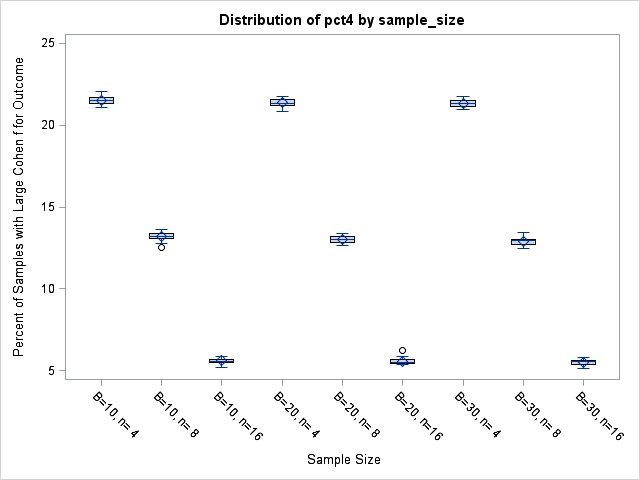 Distribution of pct4 by sample_size
Percent of Samples with Large Cohen f for Outcome
25
20
15
10
5
B=10, n= 4
B=10, n= 8
B=10, n=16
B=20, n= 4
B=20, n= 8
B=20, n=16
B=30, n= 4
B=30, n= 8
B=30, n=16
Sample Size